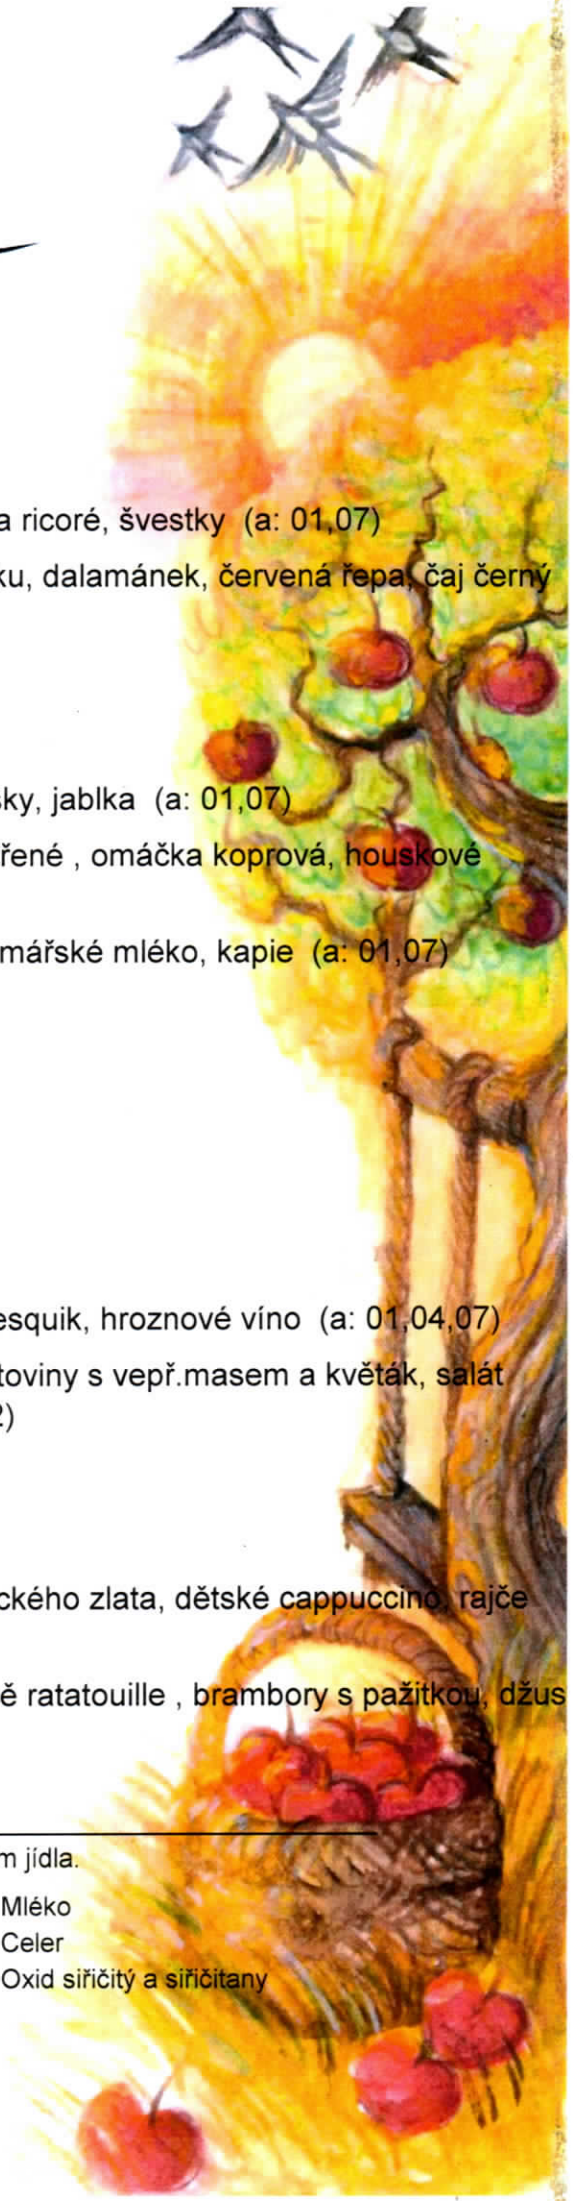 a ricoré, švestky (a: 01,07)
ku, dalamánek, červená řepa, čaj černý
ky, jablka (a: 01,07)
řené , omáčka koprová, houskové
mářské mléko, kapie (a: 01,07)
esquik, hroznové víno (a: 01,04,07)
toviny s vepř.masem a květák, salát
2)
ckého zlata, dětské cappuccino, rajče
ě ratatouille , brambory s pažitkou, džus
m jídla.
Mléko
Celer
Oxid siřičitý a siřičitany